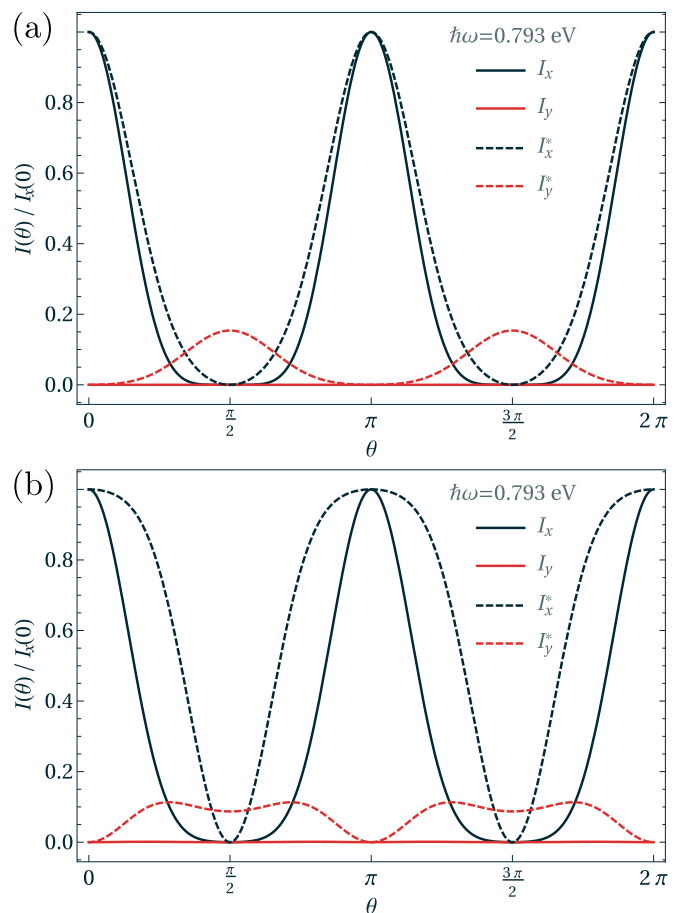 (a)
ħω=0.793 eV
I_x
I_y
I_x^*
I_y^*
I(θ) / I_x(0)
0.8
0.6
0.4
0.2
0.0
0 π/2 π 3π/2 2π
θ
(b)
ħω=0.793 eV
I_x
I_y
I_x^*
I_y^*
I(θ) / I_x(0)
0.8
0.6
0.4
0.2
0.0
0 π/2 π 3π/2 2π
θ